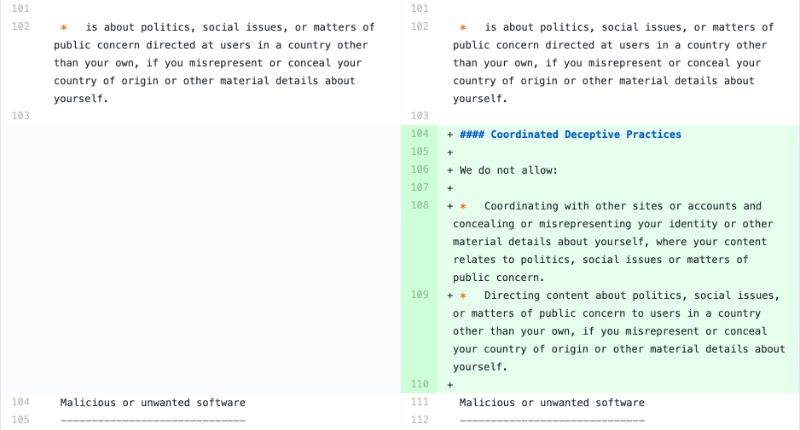 101
102 * is about politics, social issues, or matters of
public concern directed at users in a country other
than your own, if you misrepresent or conceal your
country of origin or other material details about
yourself.
103
104 Malicious or unwanted software
105 ------------------------------
101
102 * is about politics, social issues, or matters of
public concern directed at users in a country other
than your own, if you misrepresent or conceal your
country of origin or other material details about
yourself.
103
104 + #### Coordinated Deceptive Practices
105 +
106 + We do not allow:
107 +
108 + * Coordinating with other sites or accounts and
concealing or misrepresenting your identity or other
material details about yourself, where your content
relates to politics, social issues or matters of
public concern.
109 + * Directing content about politics, social issues,
or matters of public concern to users in a country
other than your own, if you misrepresent or conceal
your country of origin or other material details about
yourself.
110 +
111 Malicious or unwanted software
112 ------------------------------